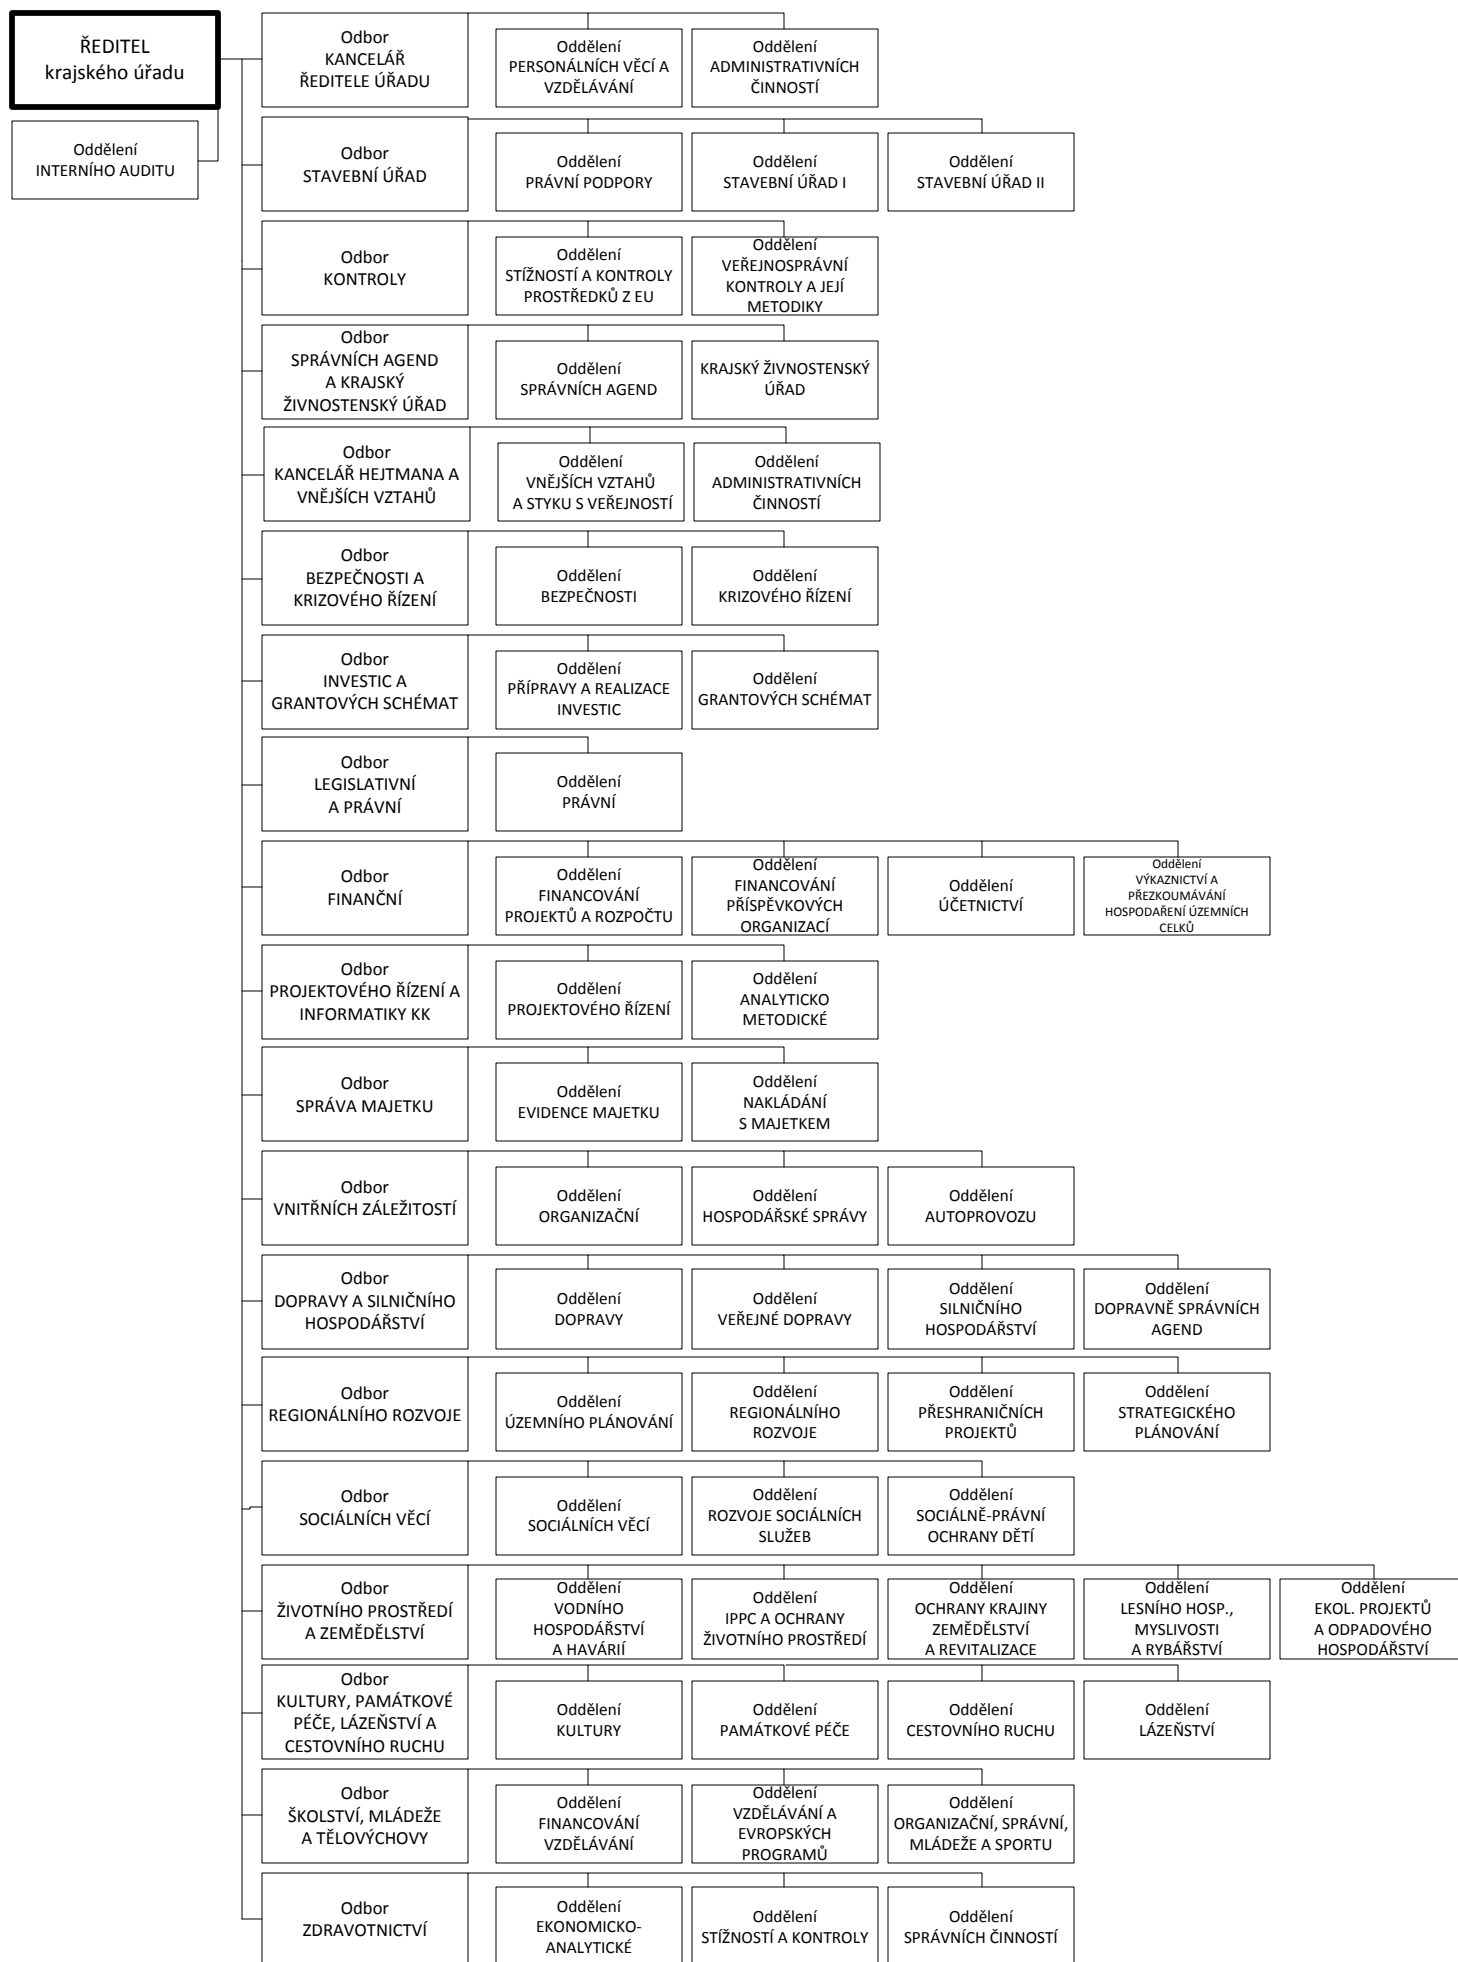 ŘEDITEL
krajského úřadu
Oddělení
INTERNÍHO AUDITU
Odbor
KANCELÁŘ
ŘEDITELE ÚŘADU
Oddělení
PERSONÁLNÍCH VĚCÍ A
VZDĚLÁVÁNÍ
Oddělení
ADMINISTRATIVNÍCH
ČINNOSTÍ
Odbor
STAVEBNÍ ÚŘAD
Oddělení
PRÁVNÍ PODPORY
Oddělení
STAVEBNÍ ÚŘAD I
Oddělení
STAVEBNÍ ÚŘAD II
Odbor
KONTROLY
Oddělení
STÍŽNOSTÍ A KONTROLY
PROSTŘEDKŮ Z EU
Oddělení
VEŘEJNOSPRÁVNÍ
KONTROLY A JEJÍ
METODIKY
Odbor
SPRÁVNÍCH AGEND
A KRAJSKÝ
ŽIVNOSTENSKÝ ÚŘAD
Oddělení
SPRÁVNÍCH AGEND
KRAJSKÝ ŽIVNOSTENSKÝ
ÚŘAD
Odbor
KANCELÁŘ HEJTMANA A
VNĚJŠÍCH VZTAHŮ
Oddělení
VNĚJŠÍCH VZTAHŮ
A STYKU S VEŘEJNOSTÍ
Oddělení
ADMINISTRATIVNÍCH
ČINNOSTÍ
Odbor
BEZPEČNOSTI A
KRIZOVÉHO ŘÍZENÍ
Oddělení
BEZPEČNOSTI
Oddělení
KRIZOVÉHO ŘÍZENÍ
Odbor
INVESTIC A
GRANTOVÝCH SCHÉMAT
Oddělení
PŘÍPRAVY A REALIZACE
INVESTIC
Oddělení
GRANTOVÝCH SCHÉMAT
Odbor
LEGISLATIVNÍ
A PRÁVNÍ
Oddělení
PRÁVNÍ
Odbor
FINANČNÍ
Oddělení
FINANCOVÁNÍ
PROJEKTŮ A ROZPOČTU
Oddělení
FINANCOVÁNÍ
PŘÍSPĚVKOVÝCH
ORGANIZACÍ
Oddělení
ÚČETNICTVÍ
Oddělení
VÝKAZNICTVÍ A
PŘEZKOUMÁVÁNÍ
HOSPODAŘENÍ ÚZEMNÍCH
CELKŮ
Odbor
PROJEKTOVÉHO ŘÍZENÍ A
INFORMATIKY KK
Oddělení
PROJEKTOVÉHO ŘÍZENÍ
Oddělení
ANALYTICKO
METODICKÉ
Odbor
SPRÁVA MAJETKU
Oddělení
EVIDENCE MAJETKU
Oddělení
NAKLÁDÁNÍ
S MAJETKEM
Odbor
VNITŘNÍCH ZÁLEŽITOSTÍ
Oddělení
ORGANIZAČNÍ
Oddělení
HOSPODÁŘSKÉ SPRÁVY
Oddělení
AUTOPROVOZU
Odbor
DOPRAVY A SILNIČNÍHO
HOSPODÁŘSTVÍ
Oddělení
DOPRAVY
Oddělení
VEŘEJNÉ DOPRAVY
Oddělení
SILNIČNÍHO
HOSPODÁŘSTVÍ
Oddělení
DOPRAVNĚ SPRÁVNÍCH
AGEND
Odbor
REGIONÁLNÍHO ROZVOJE
Oddělení
ÚZEMNÍHO PLÁNOVÁNÍ
Oddělení
REGIONÁLNÍHO
ROZVOJE
Oddělení
PŘESHRANIČNÍCH
PROJEKTŮ
Oddělení
STRATEGICKÉHO
PLÁNOVÁNÍ
Odbor
SOCIÁLNÍCH VĚCÍ
Oddělení
SOCIÁLNÍCH VĚCÍ
Oddělení
ROZVOJE SOCIÁLNÍCH
SLUŽEB
Oddělení
SOCIÁLNĚ-PRÁVNÍ
OCHRANY DĚTÍ
Odbor
ŽIVOTNÍHO PROSTŘEDÍ
A ZEMĚDĚLSTVÍ
Oddělení
VODNÍHO
HOSPODÁŘSTVÍ
A HAVÁRIÍ
Oddělení
IPPC A OCHRANY
ŽIVOTNÍHO PROSTŘEDÍ
Oddělení
OCHRANY KRAJINY
ZEMĚDĚLSTVÍ
A REVITALIZACE
Oddělení
LESNÍHO HOSP.,
MYSLIVOSTI
A RYBÁŘSTVÍ
Oddělení
EKOL. PROJEKTŮ
A ODPADOVÉHO
HOSPODÁŘSTVÍ
Odbor
KULTURY, PAMÁTKOVÉ
PÉČE, LÁZEŇSTVÍ A
CESTOVNÍHO RUCHU
Oddělení
KULTURY
Oddělení
PAMÁTKOVÉ PÉČE
Oddělení
CESTOVNÍHO RUCHU
Oddělení
LÁZEŇSTVÍ
Odbor
ŠKOLSTVÍ, MLÁDEŽE
A TĚLOVÝCHOVY
Oddělení
FINANCOVÁNÍ
VZDĚLÁVÁNÍ
Oddělení
VZDĚLÁVÁNÍ A
EVROPSKÝCH
PROGRAMŮ
Oddělení
ORGANIZAČNÍ, SPRÁVNÍ,
MLÁDEŽE A SPORTU
Odbor
ZDRAVOTNICTVÍ
Oddělení
EKONOMICKO-
ANALYTICKÉ
Oddělení
STÍŽNOSTÍ A KONTROLY
Oddělení
SPRÁVNÍCH ČINNOSTÍ